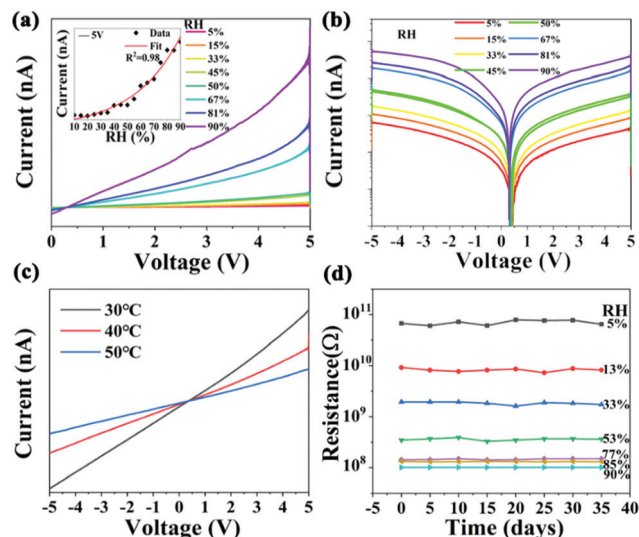 (a)
Current (nA)
Current (nA)
— 5V
Data
Fit
R²=0.98
10 20 30 40 50 60 70 80 90
RH (%)
RH
5%
15%
33%
45%
50%
67%
81%
90%
0 1 2 3 4 5
Voltage (V)
(b)
Current (nA)
RH
5% 50%
15% 67%
33% 81%
45% 90%
-5 -4 -3 -2 -1 0 1 2 3 4 5
Voltage (V)
(c)
Current (nA)
30°C
40°C
50°C
-5 -4 -3 -2 -1 0 1 2 3 4 5
Voltage (V)
(d)
Resistance(Ω)
10¹¹
10¹⁰
10⁹
10⁸
RH
5%
13%
33%
53%
77%
85%
90%
-5 0 5 10 15 20 25 30 35 40
Time (days)